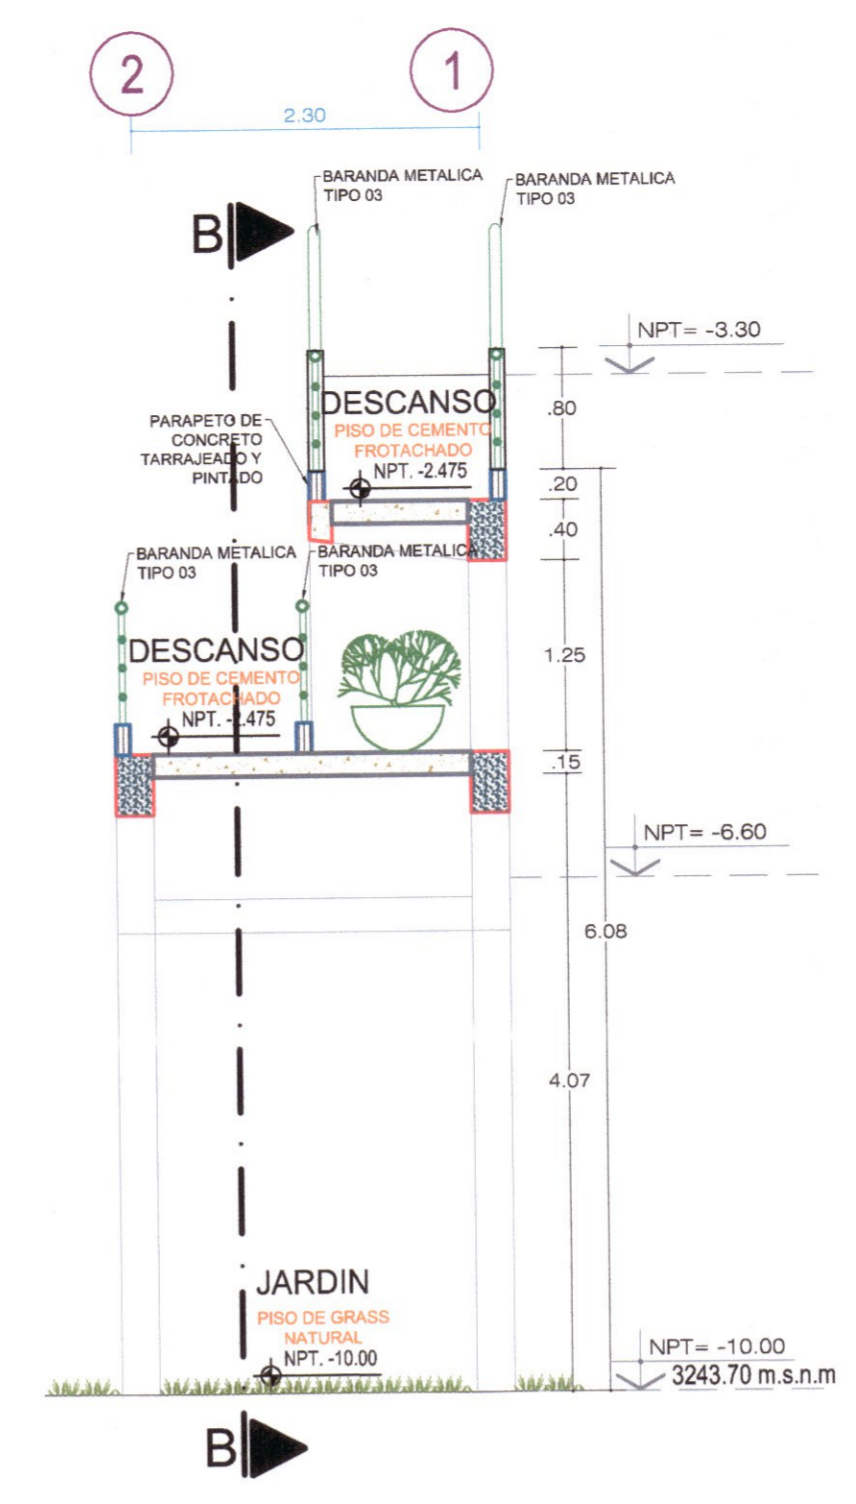 2
1
2.30
BARANDA METALICA
TIPO 03
BARANDA METALICA
TIPO 03
B
NPT= -3.30
DESCANSO
PISO DE CEMENTO
FROTACHADO
NPT. -2.475
.80
PARAPETO DE
CONCRETO
TARRAJEADO Y
PINTADO
.20
.40
BARANDA METALICA
TIPO 03
BARANDA METALICA
TIPO 03
DESCANSO
PISO DE CEMENTO
FROTACHADO
NPT. -2.475
1.25
.15
NPT= -6.60
6.08
4.07
JARDIN
PISO DE GRASS
NATURAL
NPT. -10.00
NPT= -10.00
3243.70 m.s.n.m
B